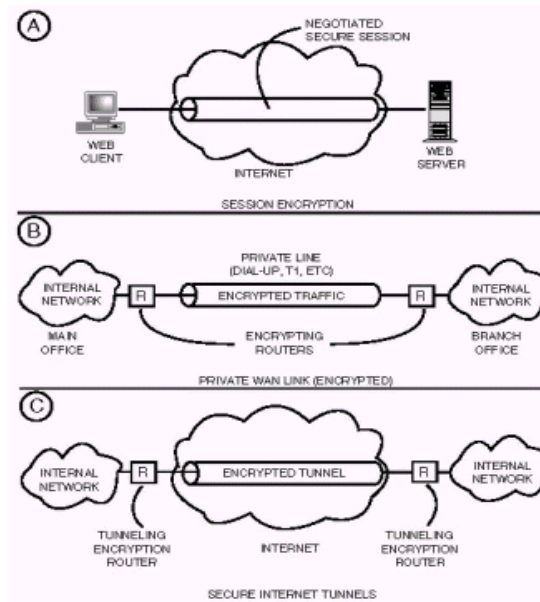 A
NEGOTIATED
SECURE SESSION
WEB
CLIENT
WEB
SERVER
INTERNET
SESSION ENCRYPTION
B
PRIVATE LINE
(DIAL-UP, T1, ETC)
INTERNAL
NETWORK
R
ENCRYPTED TRAFFIC
R
INTERNAL
NETWORK
MAIN
OFFICE
ENCRYPTING
ROUTERS
BRANCH
OFFICE
PRIVATE WAN LINK (ENCRYPTED)
C
INTERNAL
NETWORK
R
ENCRYPTED TUNNEL
R
INTERNAL
NETWORK
TUNNELING
ENCRYPTION
ROUTER
INTERNET
TUNNELING
ENCRYPTION
ROUTER
SECURE INTERNET TUNNELS